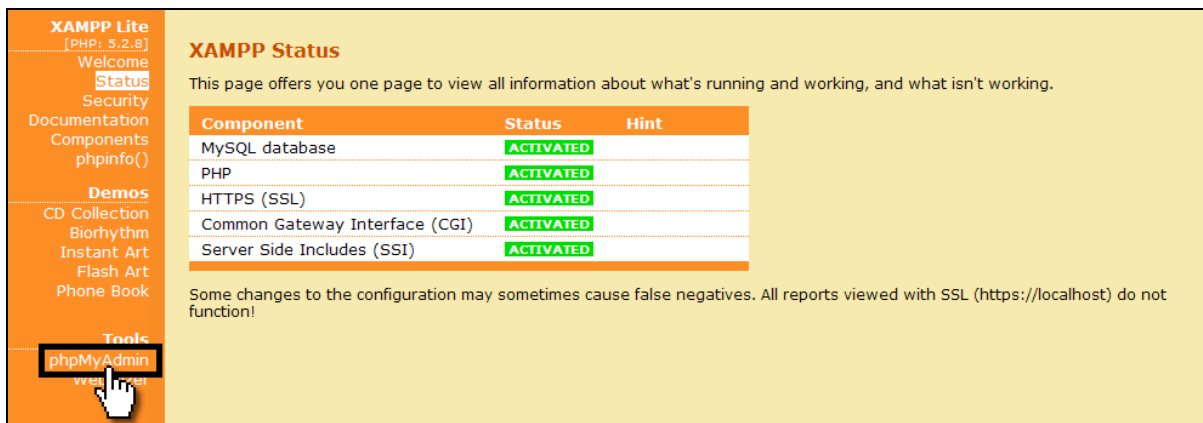 XAMPP Lite
[PHP: 5.2.8]
Welcome
Status
Security
Documentation
Components
phpinfo()
Demos
CD Collection
Biorhythm
Instant Art
Flash Art
Phone Book
Tools
phpMyAdmin
XAMPP Status
This page offers you one page to view all information about what's running and working, and what isn't working.
Component Status Hint
MySQL database ACTIVATED
PHP ACTIVATED
HTTPS (SSL) ACTIVATED
Common Gateway Interface (CGI) ACTIVATED
Server Side Includes (SSI) ACTIVATED
Some changes to the configuration may sometimes cause false negatives. All reports viewed with SSL (https://localhost) do not
function!